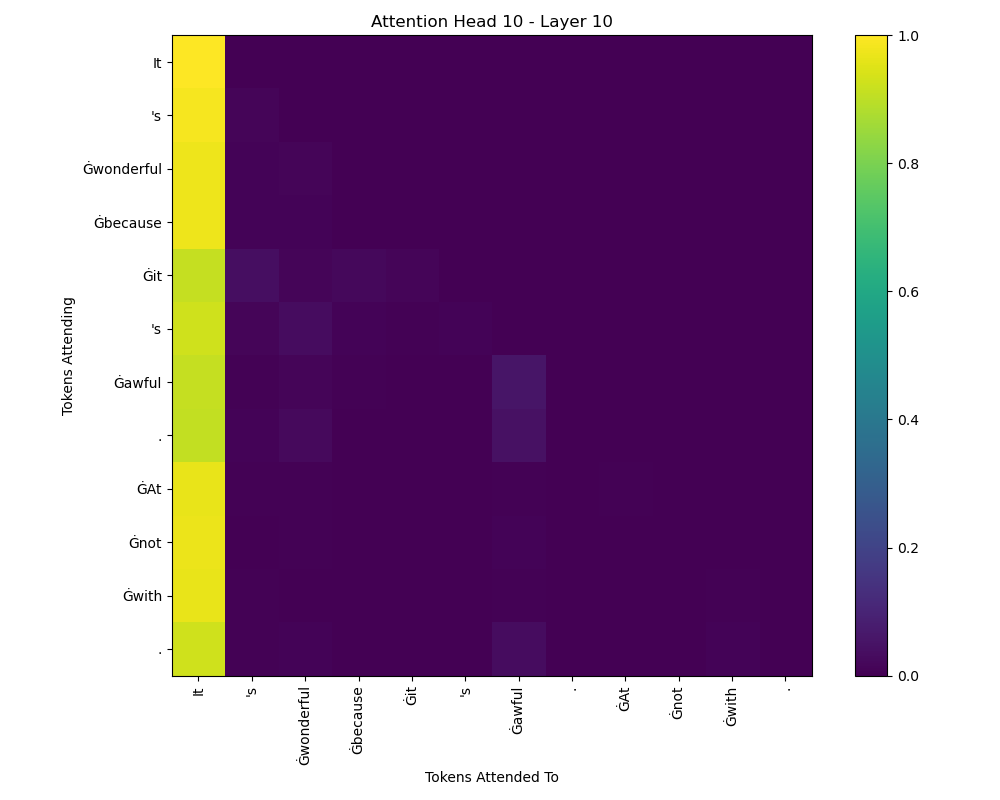 Attention Head 10 - Layer 10
Tokens Attending
It
's
Ġwonderful
Ġbecause
Ġit
's
Ġawful
.
ĠAt
Ġnot
Ġwith
.
It
's
Ġwonderful
Ġbecause
Ġit
's
Ġawful
.
ĠAt
Ġnot
Ġwith
.
Tokens Attended To
1.0
0.8
0.6
0.4
0.2
0.0